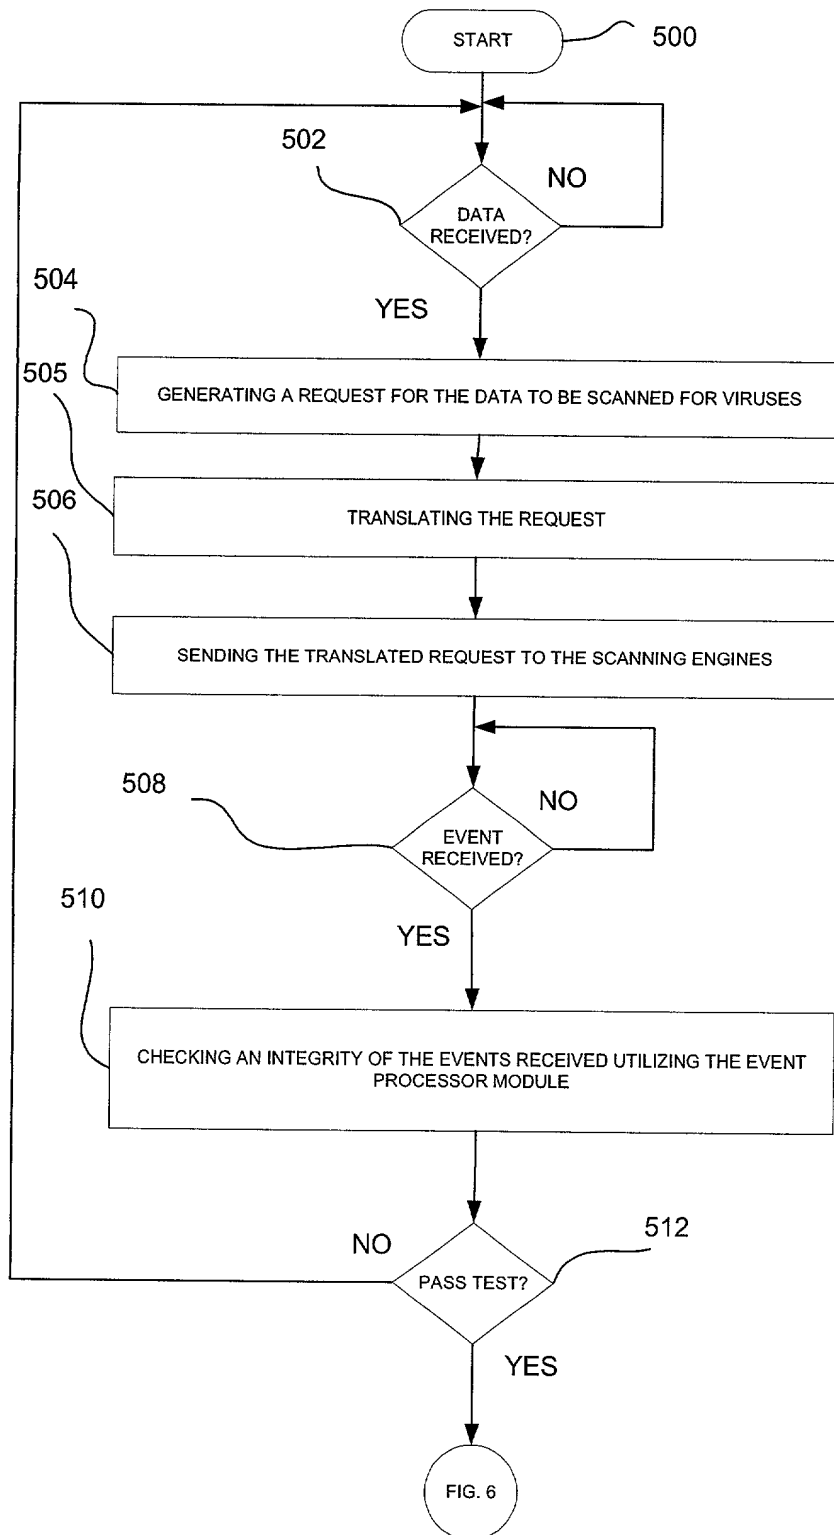 START
500
502
NO
DATA
RECEIVED?
504
YES
GENERATING A REQUEST FOR THE DATA TO BE SCANNED FOR VIRUSES
505
TRANSLATING THE REQUEST
506
SENDING THE TRANSLATED REQUEST TO THE SCANNING ENGINES
508
NO
EVENT
RECEIVED?
510
YES
CHECKING AN INTEGRITY OF THE EVENTS RECEIVED UTILIZING THE EVENT
PROCESSOR MODULE
512
NO
PASS TEST?
YES
FIG. 6